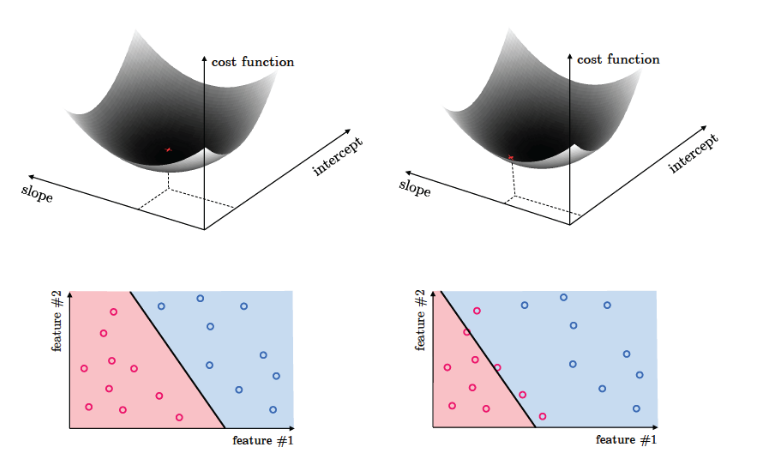 cost function
intercept
slope
cost function
intercept
slope
feature #2
feature #1
feature #2
feature #1